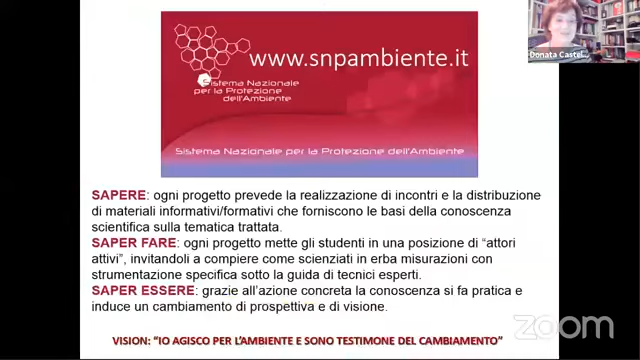 www.snpambiente.it
Sistema Nazionale
per la Protezione
dell'Ambiente
Sistema Nazionale per la Protezione dell'Ambiente
Donata Castel...
SAPERE: ogni progetto prevede la realizzazione di incontri e la distribuzione
di materiali informativi/formativi che forniscono le basi della conoscenza
scientifica sulla tematica trattata.
SAPER FARE: ogni progetto mette gli studenti in una posizione di “attori
attivi”, invitandoli a compiere come scienziati in erba misurazioni con
strumentazione specifica sotto la guida di tecnici esperti.
SAPER ESSERE: grazie all’azione concreta la conoscenza si fa pratica e
induce un cambiamento di prospettiva e di visione.
VISION: “IO AGISCO PER L’AMBIENTE E SONO TESTIMONE DEL CAMBIAMENTO”
zoom